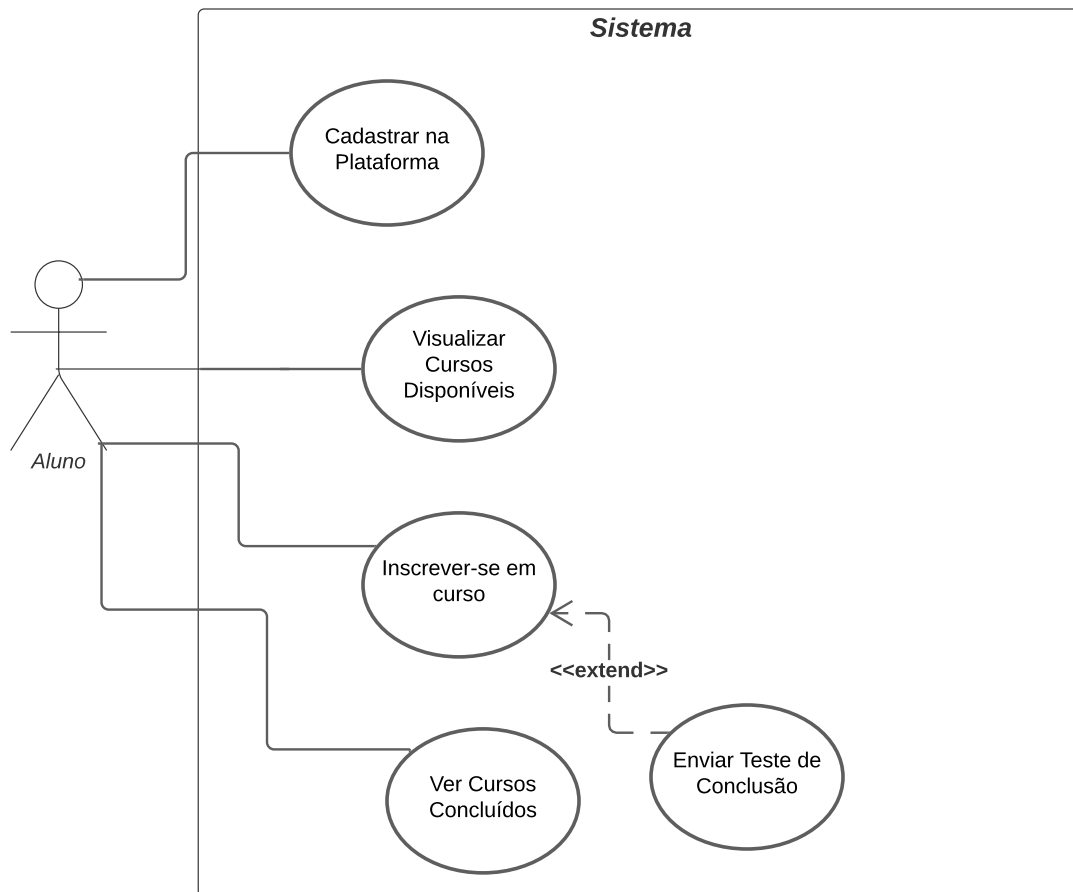 Sistema
Cadastrar na
Plataforma
Visualizar
Cursos
Disponíveis
Aluno
Inscrever-se em
curso
<<extend>>
Enviar Teste de
Conclusão
Ver Cursos
Concluídos